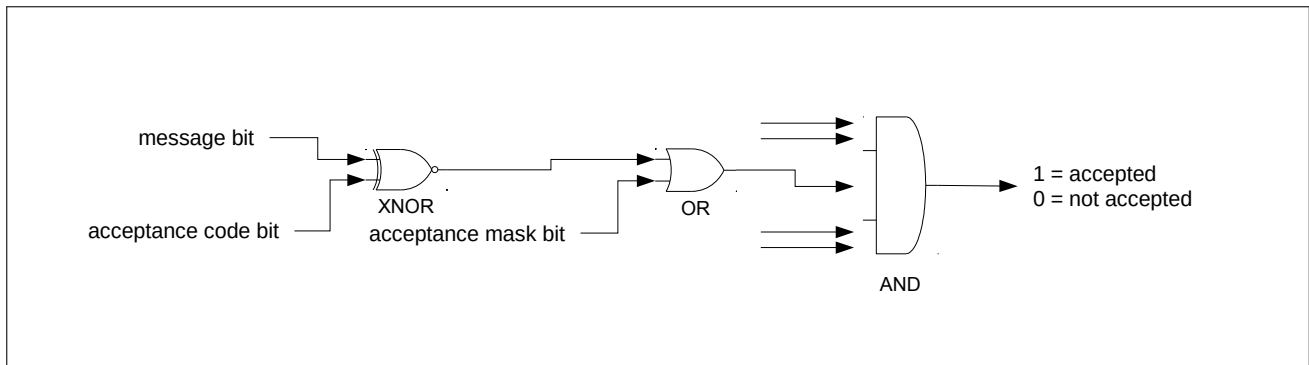 message bit
acceptance code bit
XNOR
acceptance mask bit
OR
AND
1 = accepted
0 = not accepted